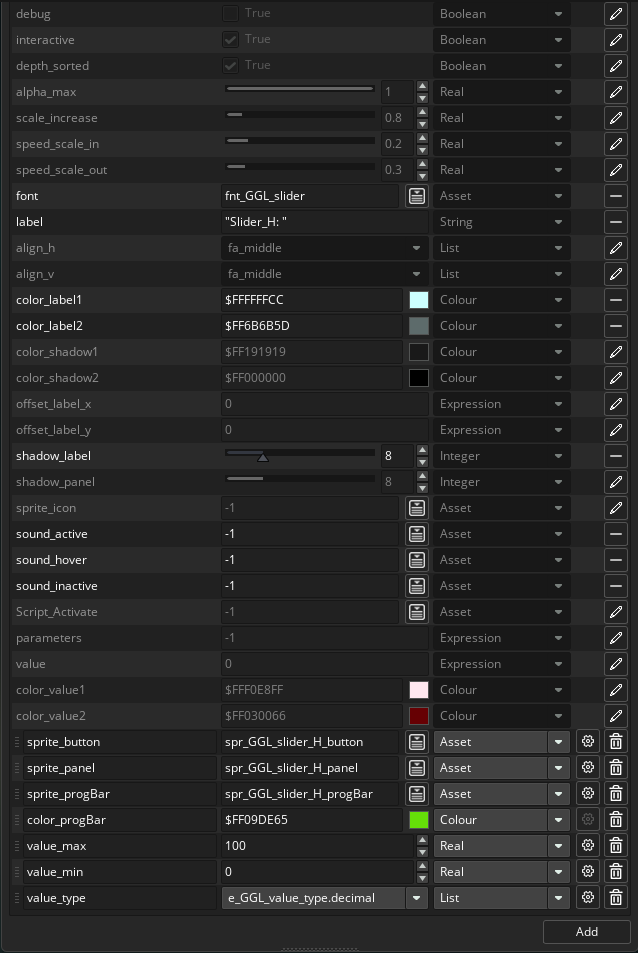 debug True Boolean
interactive True Boolean
depth_sorted True Boolean
alpha_max 1 Real
scale_increase 0.8 Real
speed_scale_in 0.2 Real
speed_scale_out 0.3 Real
font fnt_GGL_slider Asset
label "Slider_H: " String
align_h fa_middle List
align_v fa_middle List
color_label1 $FFFFFFCC Colour
color_label2 $FF6B6B5D Colour
color_shadow1 $FF191919 Colour
color_shadow2 $FF000000 Colour
offset_label_x 0 Expression
offset_label_y 0 Expression
shadow_label 8 Integer
shadow_panel 8 Integer
sprite_icon -1 Asset
sound_active -1 Asset
sound_hover -1 Asset
sound_inactive -1 Asset
Script_Activate -1 Asset
parameters -1 Expression
value 0 Expression
color_value1 $FFF0E8FF Colour
color_value2 $FF030066 Colour
sprite_button spr_GGL_slider_H_button Asset
sprite_panel spr_GGL_slider_H_panel Asset
sprite_progBar spr_GGL_slider_H_progBar Asset
color_progBar $FF09DE65 Colour
value_max 100 Real
value_min 0 Real
value_type e_GGL_value_type.decimal List
Add